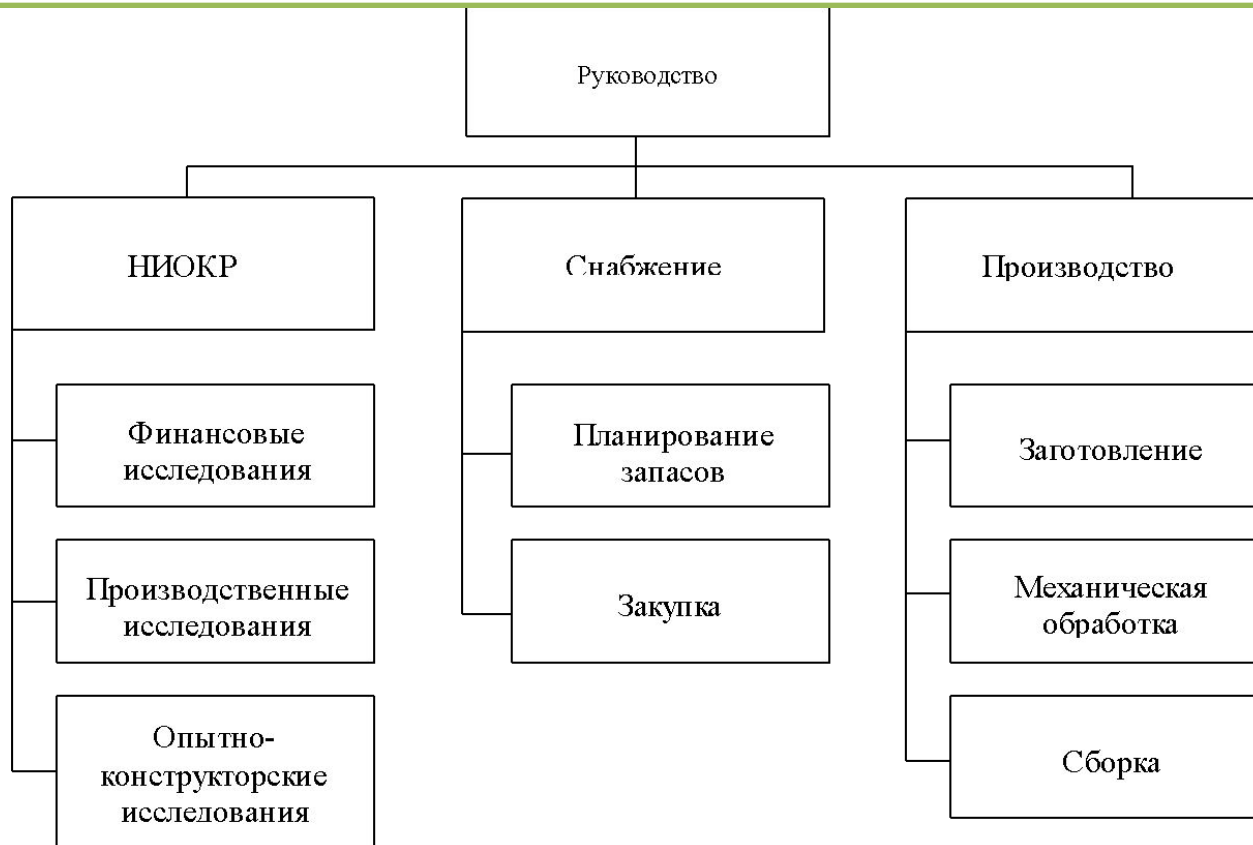 Руководство
НИОКР
Снабжение
Производство
Финансовые
исследования
Планирование
запасов
Заготовление
Производственные
исследования
Закупка
Механическая
обработка
Опытно-
конструкторские
исследования
Сборка